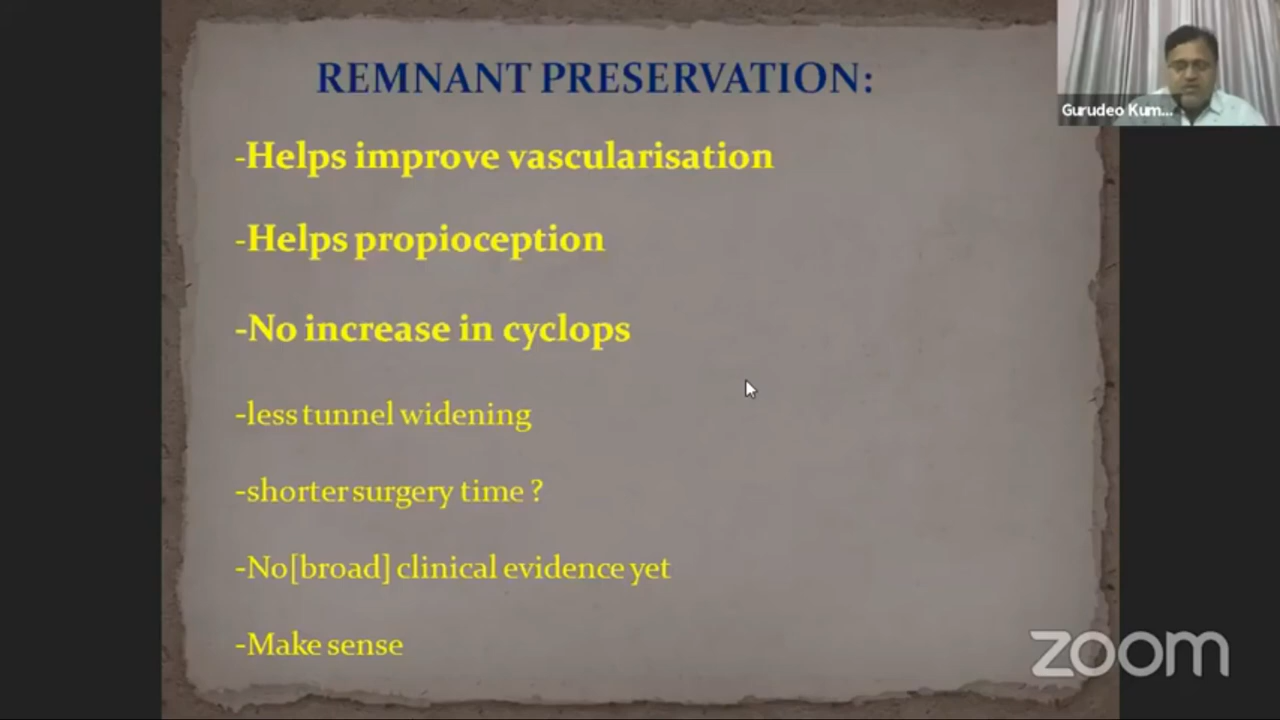 REMNANT PRESERVATION:
Gurudeo Kum...
-Helps improve vascularisation
-Helps propioception
-No increase in cyclops
-less tunnel widening
-shorter surgery time ?
-No[broad] clinical evidence yet
-Make sense
zoom